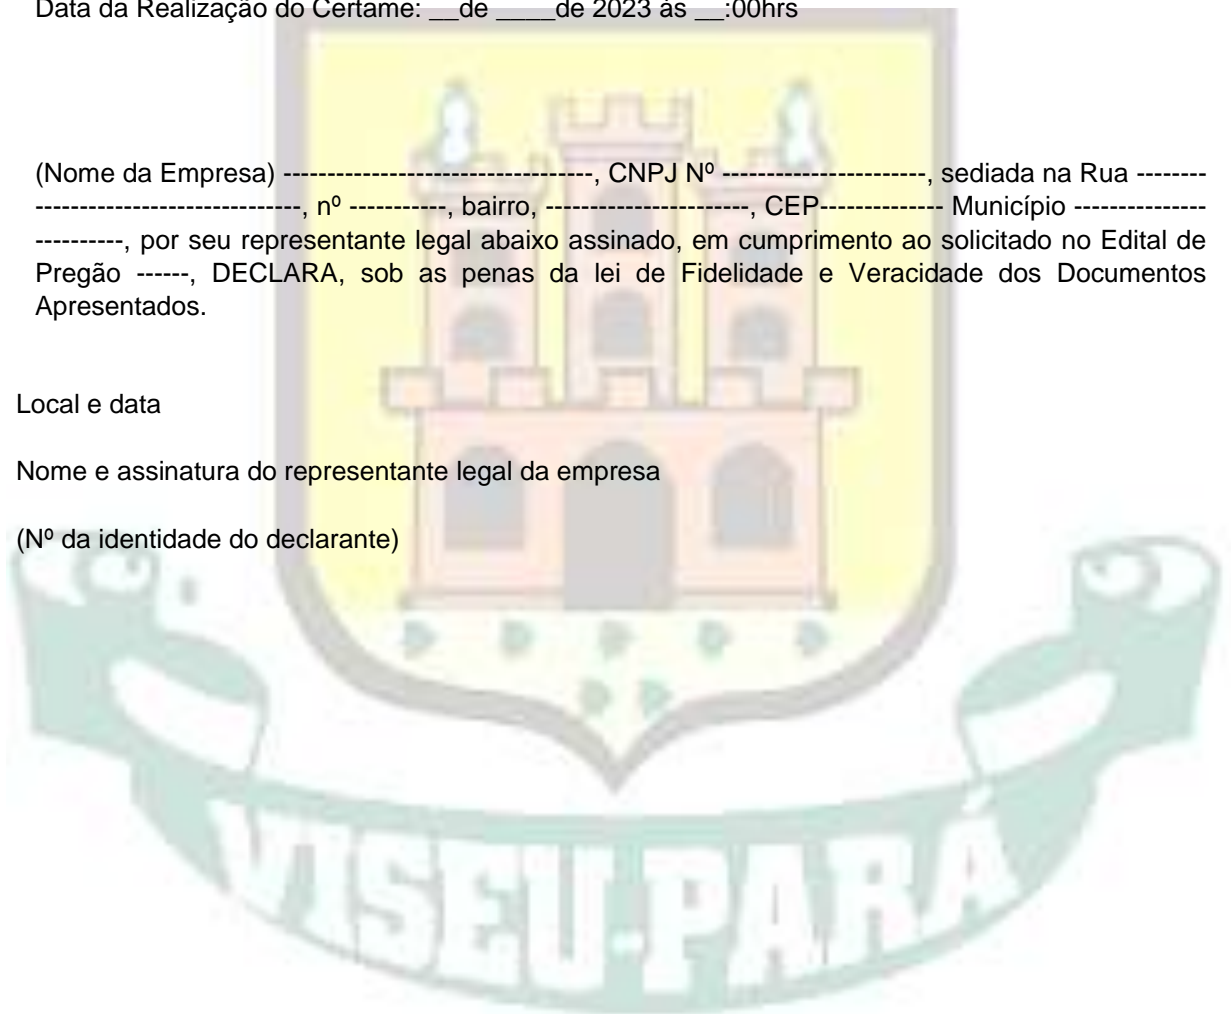 Data da Realização do Certame: __de ____de 2023 às __:00hrs
(Nome da Empresa) -----------------------------------, CNPJ Nº -----------------------, sediada na Rua --------
------------------------------, nº -----------, bairro, -----------------------, CEP-------------- Município ---------------
----------, por seu representante legal abaixo assinado, em cumprimento ao solicitado no Edital de
Pregão ------, DECLARA, sob as penas da lei de Fidelidade e Veracidade dos Documentos
Apresentados.
Local e data
Nome e assinatura do representante legal da empresa
(Nº da identidade do declarante)
VISEU-PARÁ